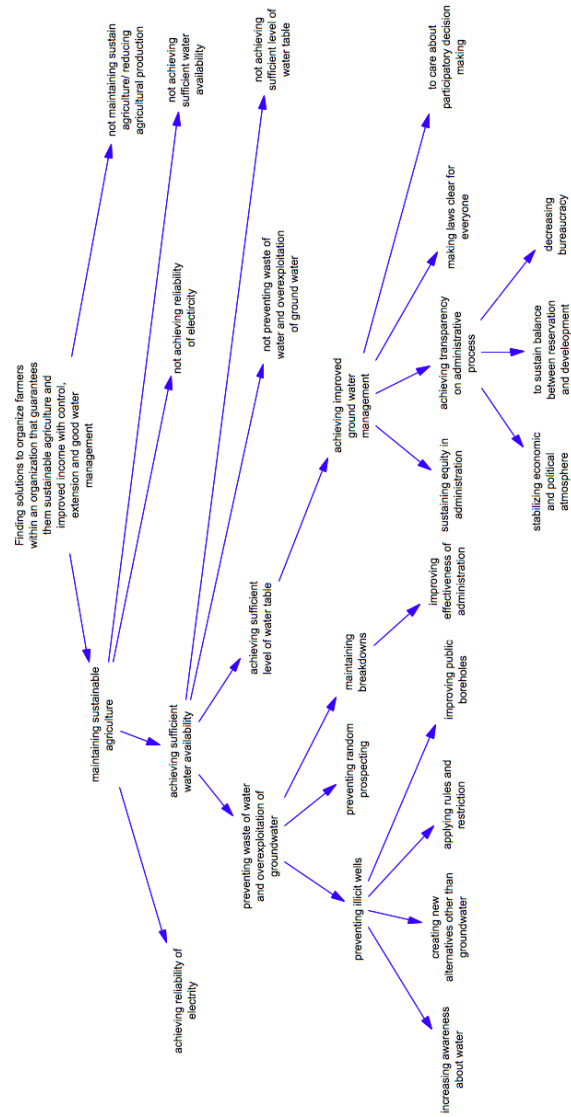 Finding solutions to organize farmers
within an organization that guarantees
them sustainable agriculture and
improved income with control,
extension and good water
management
maintaining sustainable
agriculture
not maintaining sustain
agriculture/ reducing
agricultural production
achieving reliability of
electrity
achieving sufficient
water availability
not achieving reliability
of electircity
not achieving
sufficient water
availability
preventing waste of water
and overexploitation of
groundwater
achieving sufficient
level of water table
not preventing waste of
water and overexploitation
of ground water
not achieving
sufficient level of
water table
preventing illicit wells
preventing random
prospecting
maintaining
breakdowns
achieving improved
ground water
management
increasing awareness
about water
creating new
alternatives other than
groundwater
applying rules and
restriction
improving public
boreholes
improving
effectiveness of
administration
sustaining equity in
administration
achieving transparency
on administrative
process
making laws clear for
everyone
to care about
participatory decision
making
stabilizing economic
and political
atmosphere
to sustain balance
between reservation
and develeopment
decreasing
bureaucracy